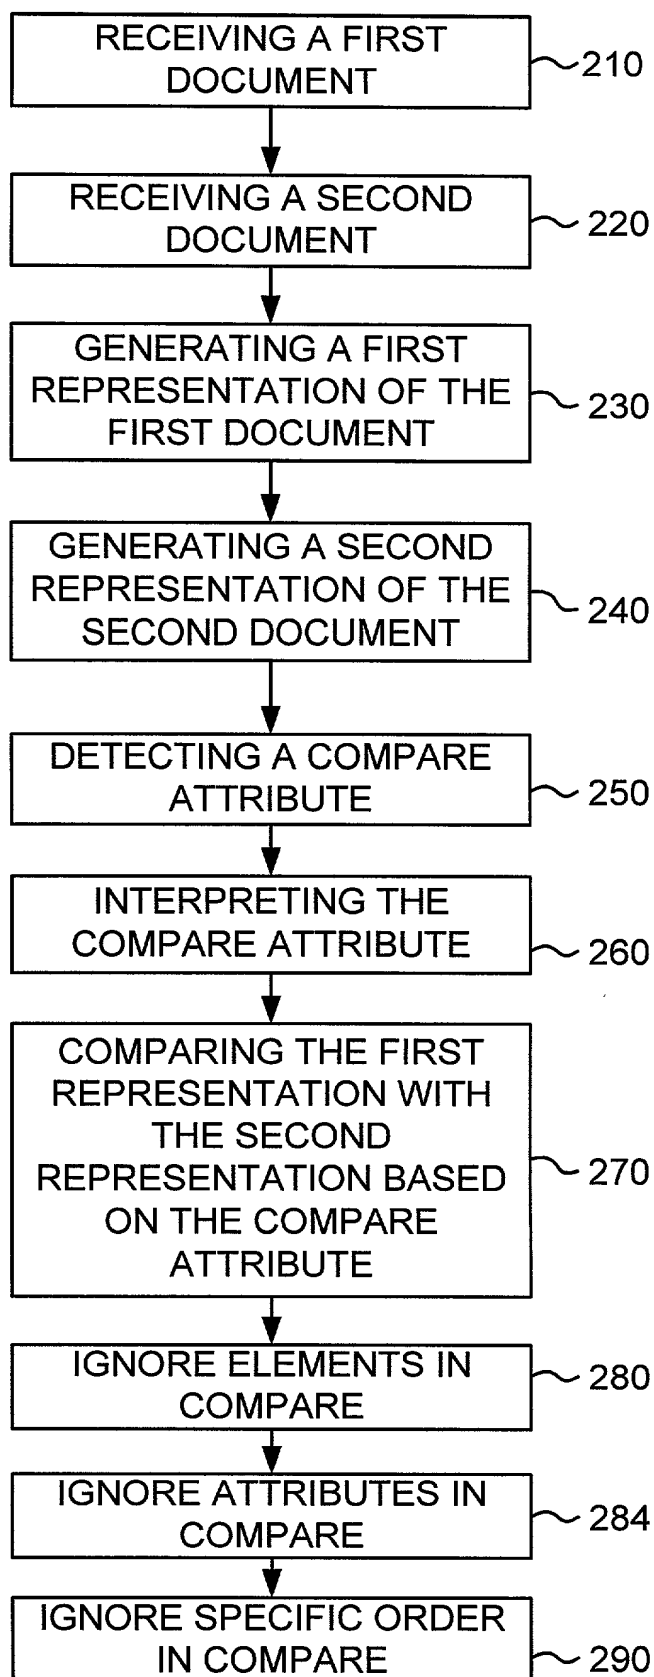 RECEIVING A FIRST
DOCUMENT
210
RECEIVING A SECOND
DOCUMENT
220
GENERATING A FIRST
REPRESENTATION OF THE
FIRST DOCUMENT
230
GENERATING A SECOND
REPRESENTATION OF THE
SECOND DOCUMENT
240
DETECTING A COMPARE
ATTRIBUTE
250
INTERPRETING THE
COMPARE ATTRIBUTE
260
COMPARING THE FIRST
REPRESENTATION WITH
THE SECOND
REPRESENTATION BASED
ON THE COMPARE
ATTRIBUTE
270
IGNORE ELEMENTS IN
COMPARE
280
IGNORE ATTRIBUTES IN
COMPARE
284
IGNORE SPECIFIC ORDER
IN COMPARE
290